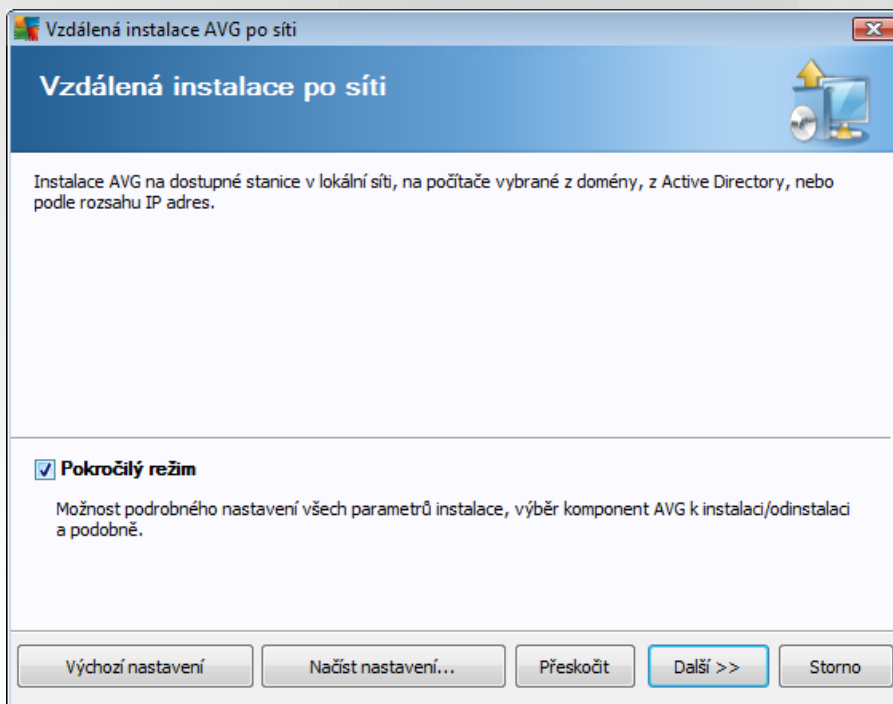 Vzdálená instalace AVG po síti
Vzdálená instalace po síti
Instalace AVG na dostupné stanice v lokální síti, na počítače vybrané z domény, z Active Directory, nebo
podle rozsahu IP adres.
Pokročilý režim
Možnost podrobného nastavení všech parametrů instalace, výběr komponent AVG k instalaci/odinstalaci
a podobně.
Výchozí nastavení
Načíst nastavení...
Přeskočit
Další >>
Storno